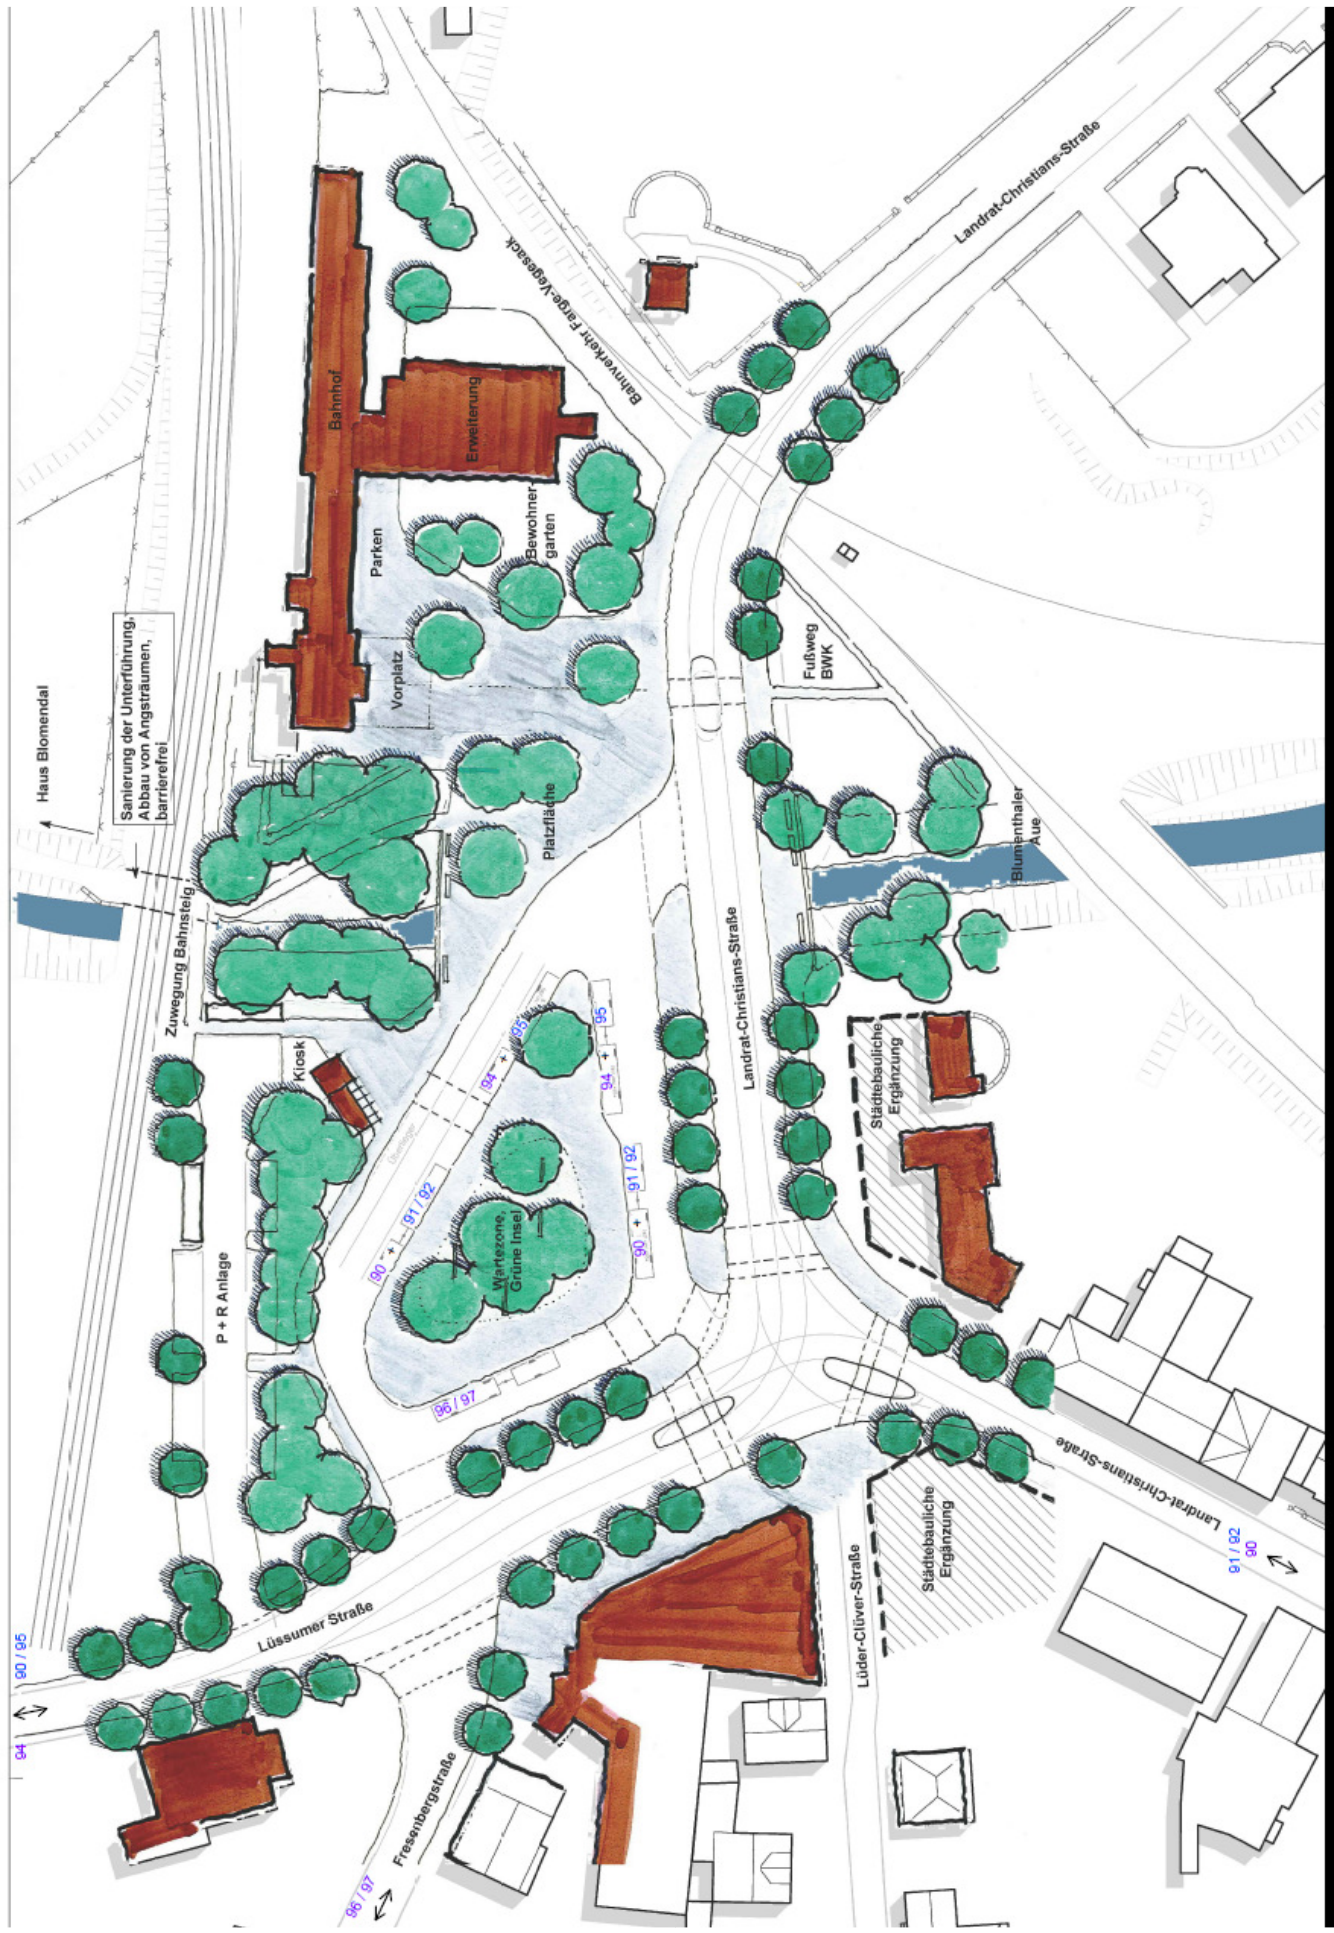 Haus Blomendal
Sanierung der Unterführung,
Abbau von Angsträumen,
barrierefrei
Zuwegung Bahnsteig
Bahnhof
Erweiterung
Bahnverkehr Farge-Vegesack
Landrat-Christians-Straße
Parken
Bewohner-
garten
Vorplatz
Platzfläche
Fußweg
BWK
Blumenthaler
Aue
Landrat-Christians-Straße
Kiosk
Überlieger
94 + 95
94 + 95
91 / 92
90 +
91 / 92
90 +
Wartezone,
Grüne Insel
96 / 97
P + R Anlage
Städtebauliche
Ergänzung
Städtebauliche
Ergänzung
Landrat-Christians-Straße
91 / 92
90
Lüder-Clüver-Straße
Lüssumer Straße
90 / 95
94
Fresenbergstraße
96 / 97